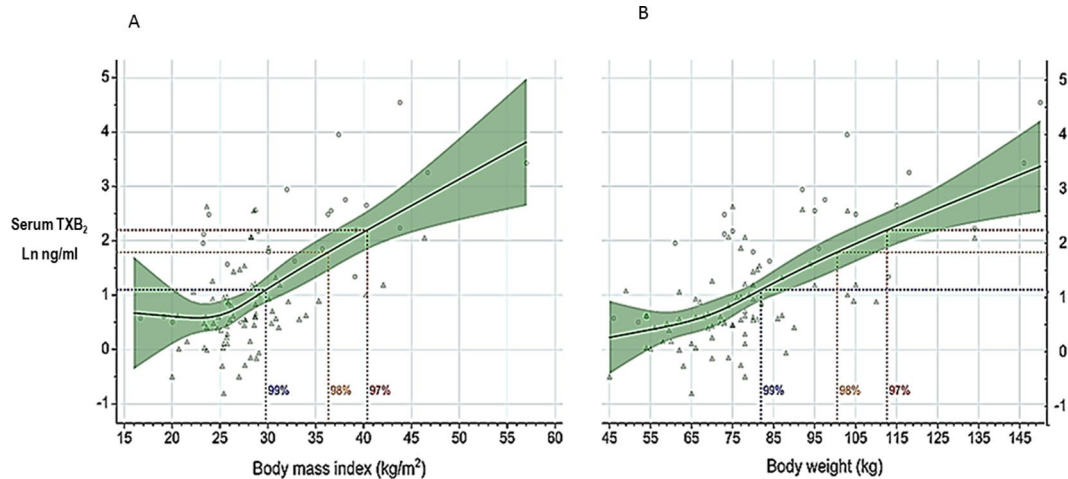 A
B
5
4
3
2
1
0
-1
Serum TXB₂
Ln ng/ml
99%
98%
97%
15 20 25 30 35 40 45 50 55 60
Body mass index (kg/m²)
5
4
3
2
1
0
-1
99%
98%
97%
45 55 65 75 85 95 105 115 125 135 145
Body weight (kg)